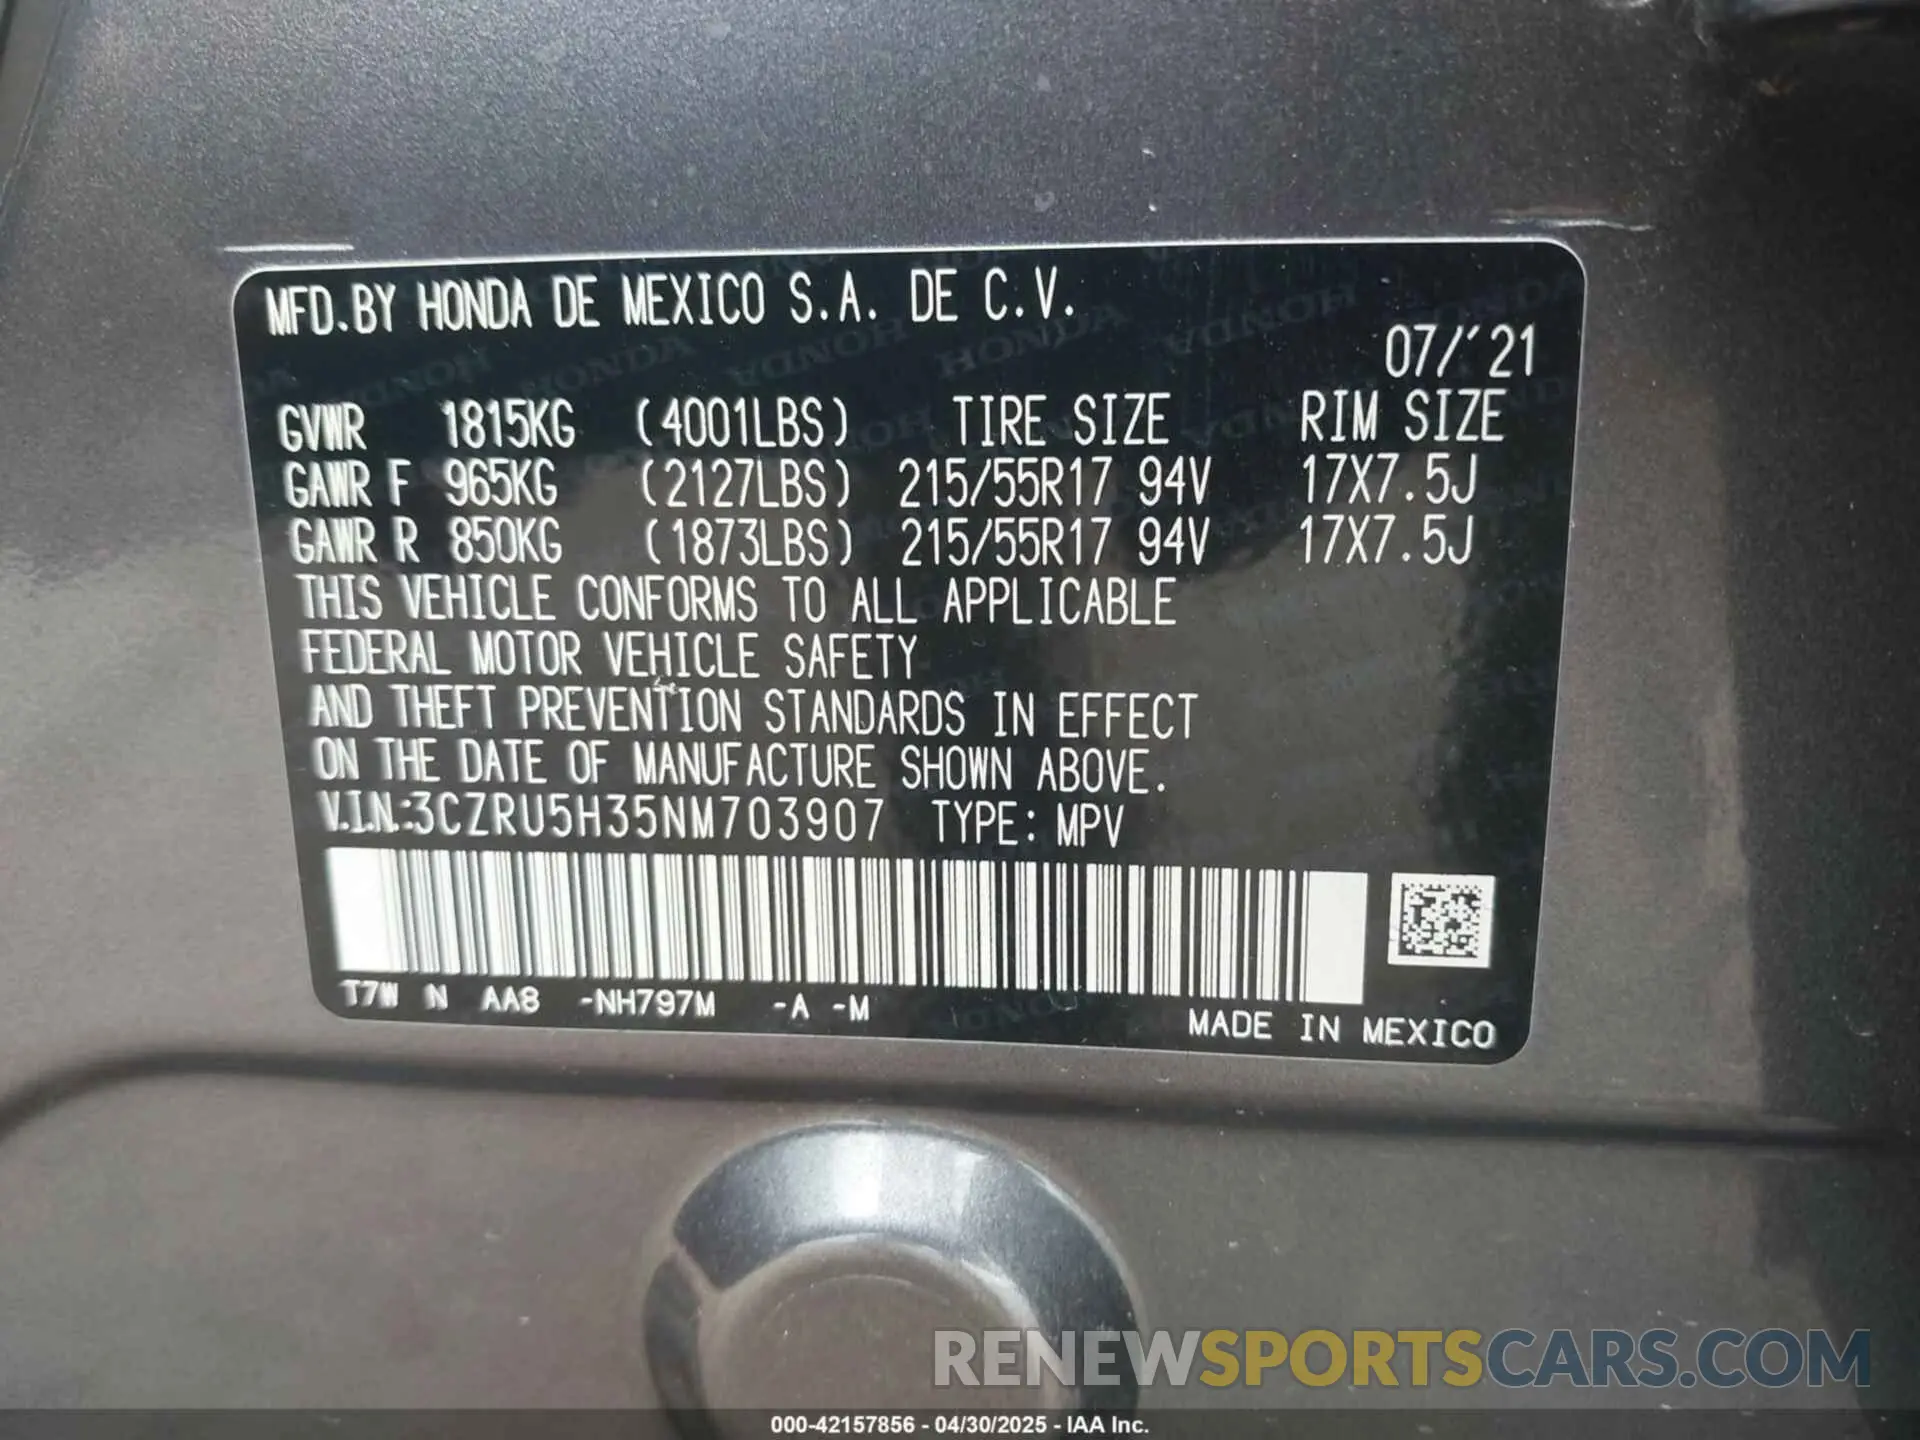 MFD.BY HONDA DE MEXICO S.A. DE C.V.
07/'21
GVWR 1815KG (4001LBS) TIRE SIZE RIM SIZE
GAWR F 965KG (2127LBS) 215/55R17 94V 17X7.5J
GAWR R 850KG (1873LBS) 215/55R17 94V 17X7.5J
THIS VEHICLE CONFORMS TO ALL APPLICABLE
FEDERAL MOTOR VEHICLE SAFETY
AND THEFT PREVENTION STANDARDS IN EFFECT
ON THE DATE OF MANUFACTURE SHOWN ABOVE.
V.I.N.:3CZRU5H35NM703907 TYPE: MPV
T7W N AA8 -NH797M -A -M
MADE IN MEXICO
RENEWSPORTSCARS.COM
000-42157856 - 04/30/2025 - IAA Inc.